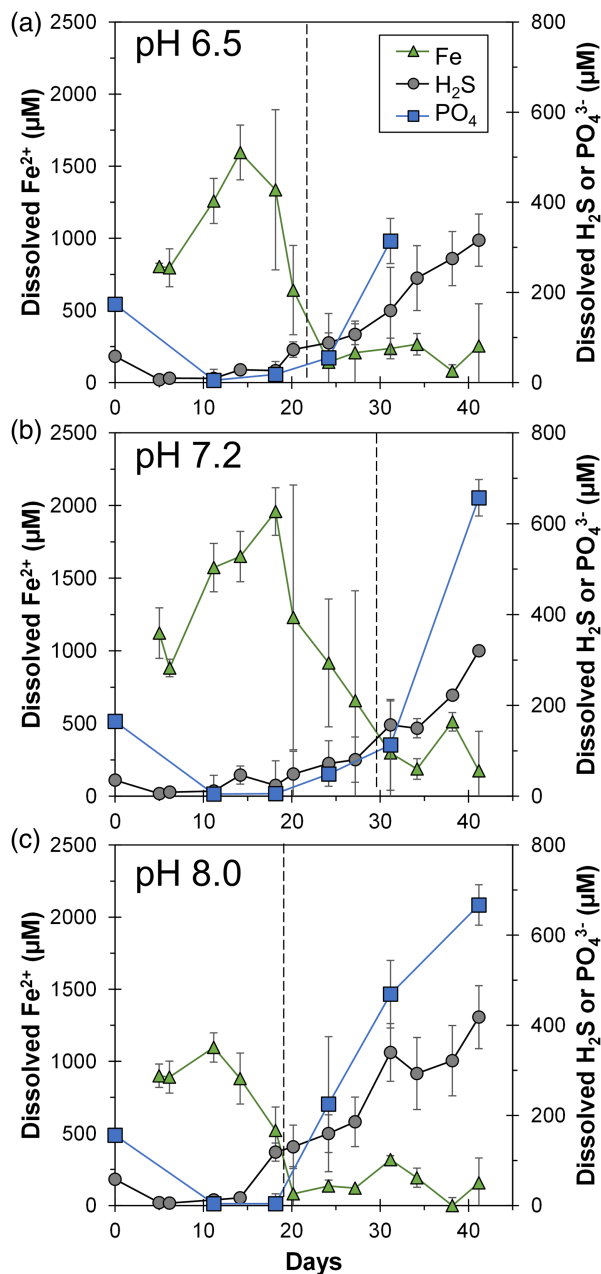 (a)
pH 6.5
Fe
H₂S
PO₄
2500
2000
1500
1000
500
0
Dissolved Fe²⁺ (µM)
800
600
400
200
0
Dissolved H₂S or PO₄³⁻ (µM)
0 10 20 30 40
(b)
pH 7.2
2500
2000
1500
1000
500
0
Dissolved Fe²⁺ (µM)
800
600
400
200
0
Dissolved H₂S or PO₄³⁻ (µM)
0 10 20 30 40
(c)
pH 8.0
2500
2000
1500
1000
500
0
Dissolved Fe²⁺ (µM)
800
600
400
200
0
Dissolved H₂S or PO₄³⁻ (µM)
0 10 20 30 40
Days